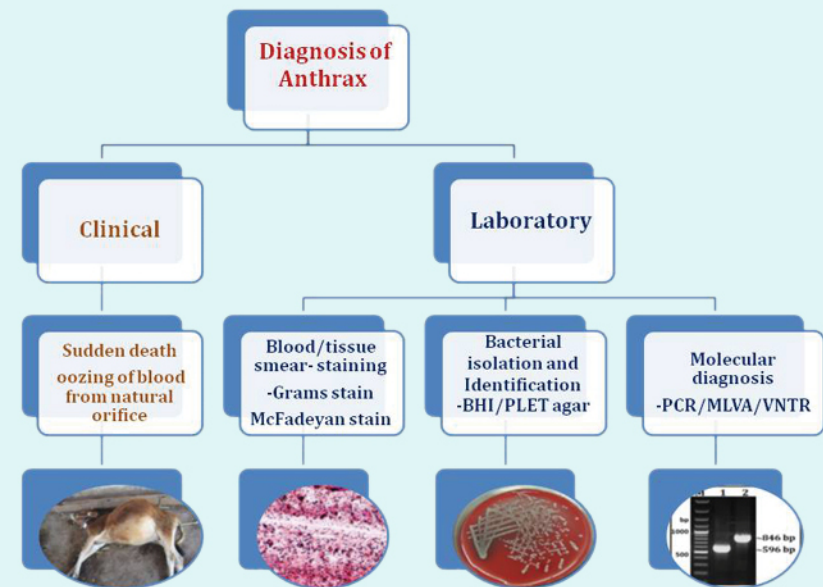 Diagnosis of
Anthrax
Clinical
Laboratory
Sudden death
oozing of blood
from natural
orifice
Blood/tissue
smear- staining
-Grams stain
McFadeyan stain
Bacterial
isolation and
Identification
-BHI/PLET agar
Molecular
diagnosis
-PCR/MLVA/VNTR
1 2
bp
1000
500
~846 bp
~596 bp